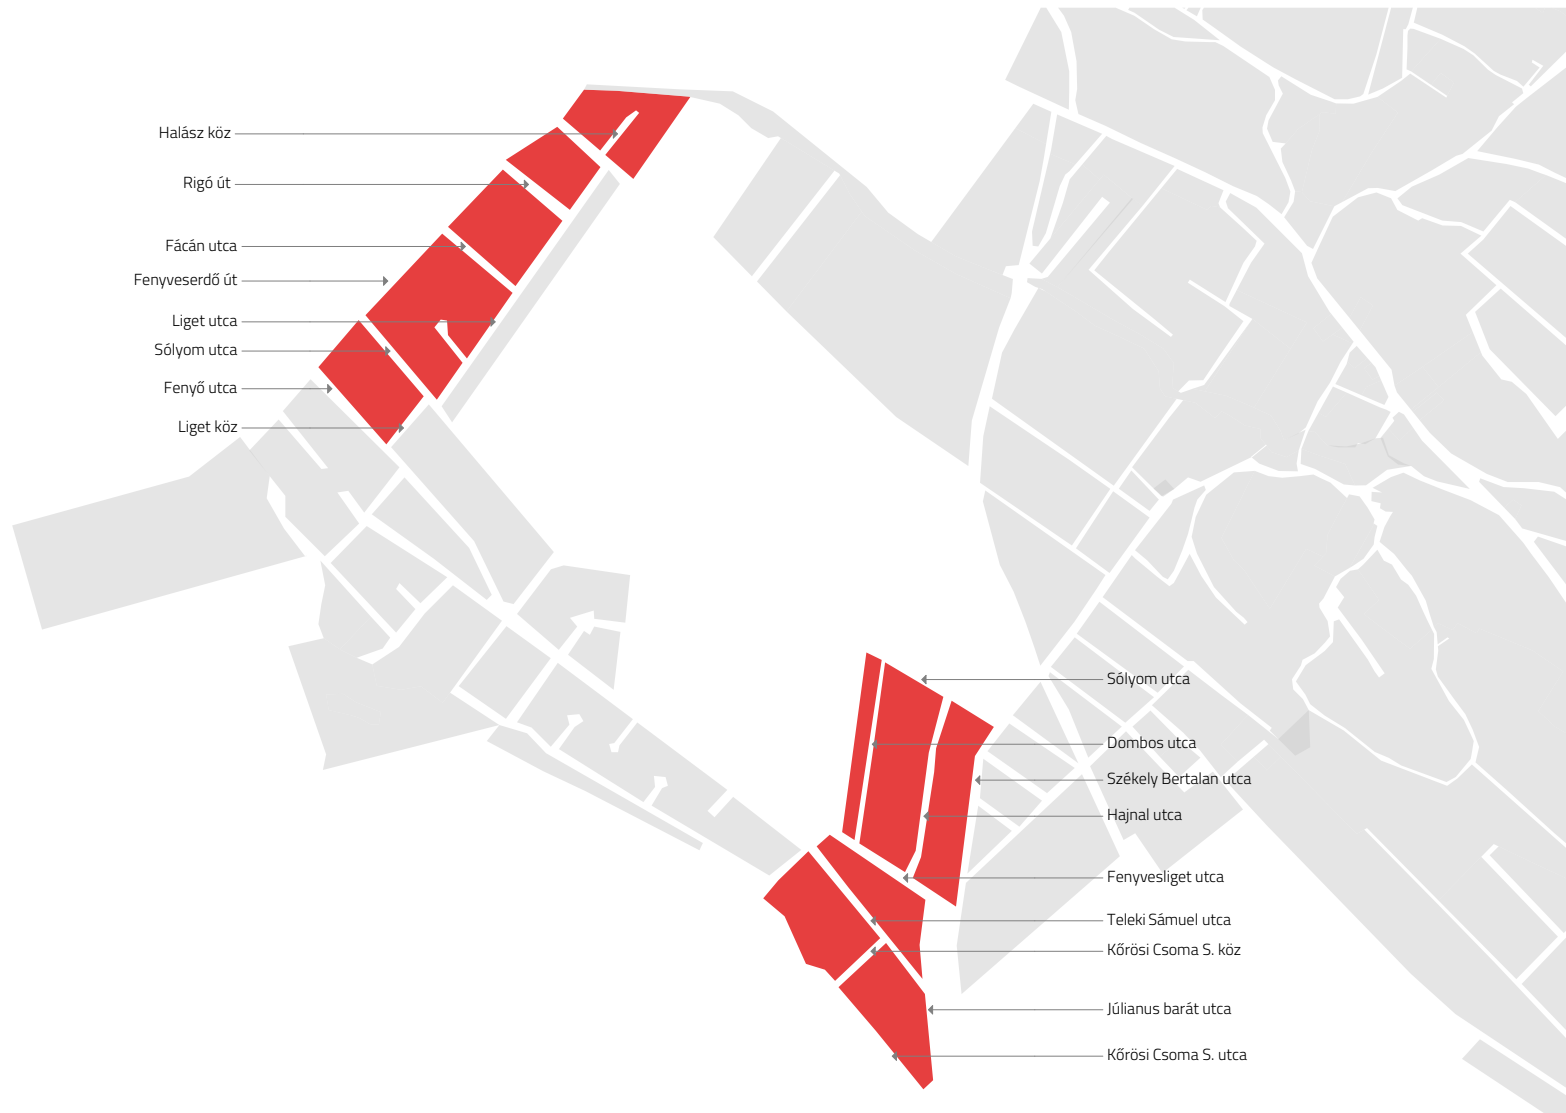 Halász köz
Rigó út
Fácán utca
Fenyveserdő út
Liget utca
Sólyom utca
Fenyő utca
Liget köz
Sólyom utca
Dombos utca
Székely Bertalan utca
Hajnal utca
Fenyvesliget utca
Teleki Sámuel utca
Kőrösi Csoma S. köz
Júlianus barát utca
Kőrösi Csoma S. utca